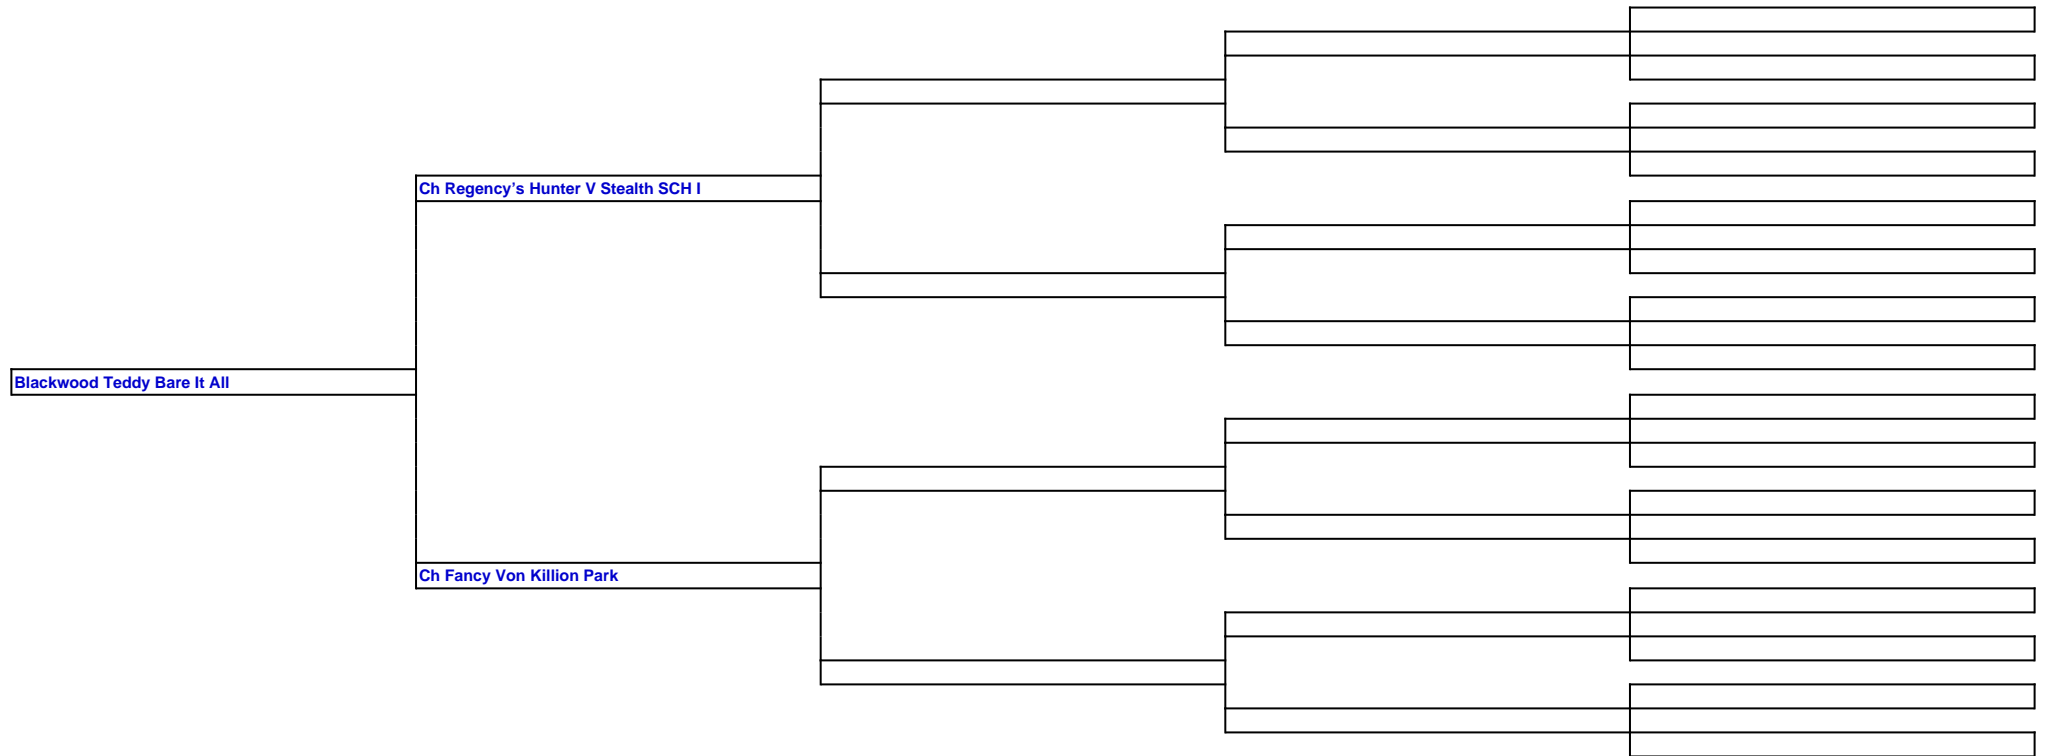 Ch Regency’s Hunter V Stealth SCH I
Blackwood Teddy Bare It All
Ch Fancy Von Killion Park